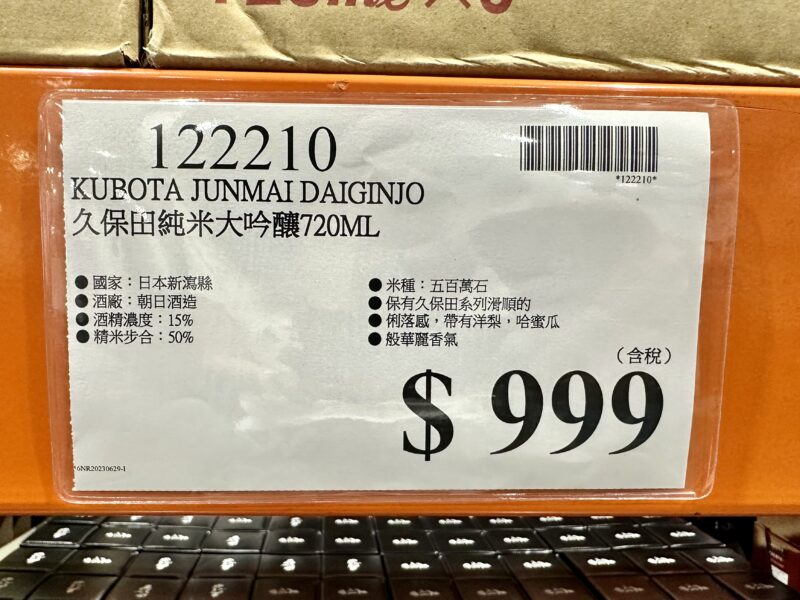 122210
*122210*
KUBOTA JUNMAI DAIGINJO
久保田純米大吟釀720ML
●國家：日本新瀉縣
●酒廠：朝日酒造
●酒精濃度：15%
●精米步合：50%
●米種：五百萬石
●保有久保田系列滑順的
●俐落感，帶有洋梨，哈蜜瓜
●般華麗香氣
（含稅）
$ 999
*6NR20230629-1